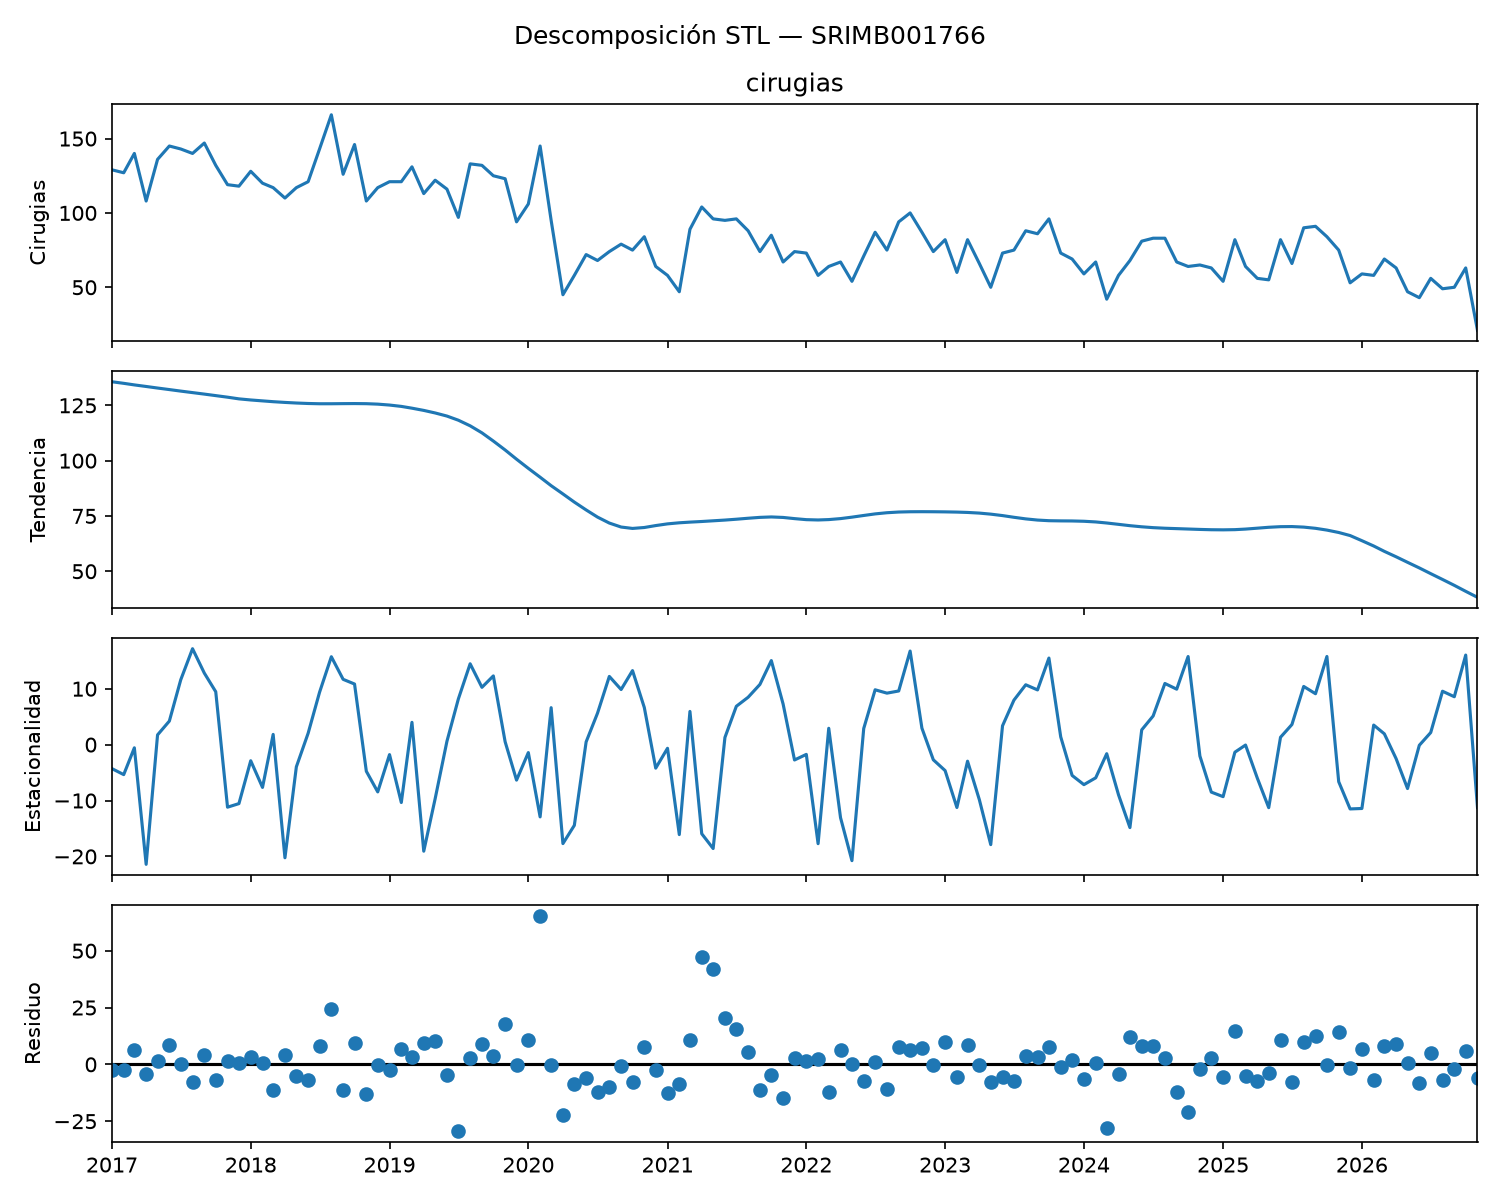 Descomposición STL — SRIMB001766
cirugias
Cirugias
150
100
50
Tendencia
125
100
75
50
Estacionalidad
10
0
−10
−20
Residuo
50
25
0
−25
2017 2018 2019 2020 2021 2022 2023 2024 2025 2026